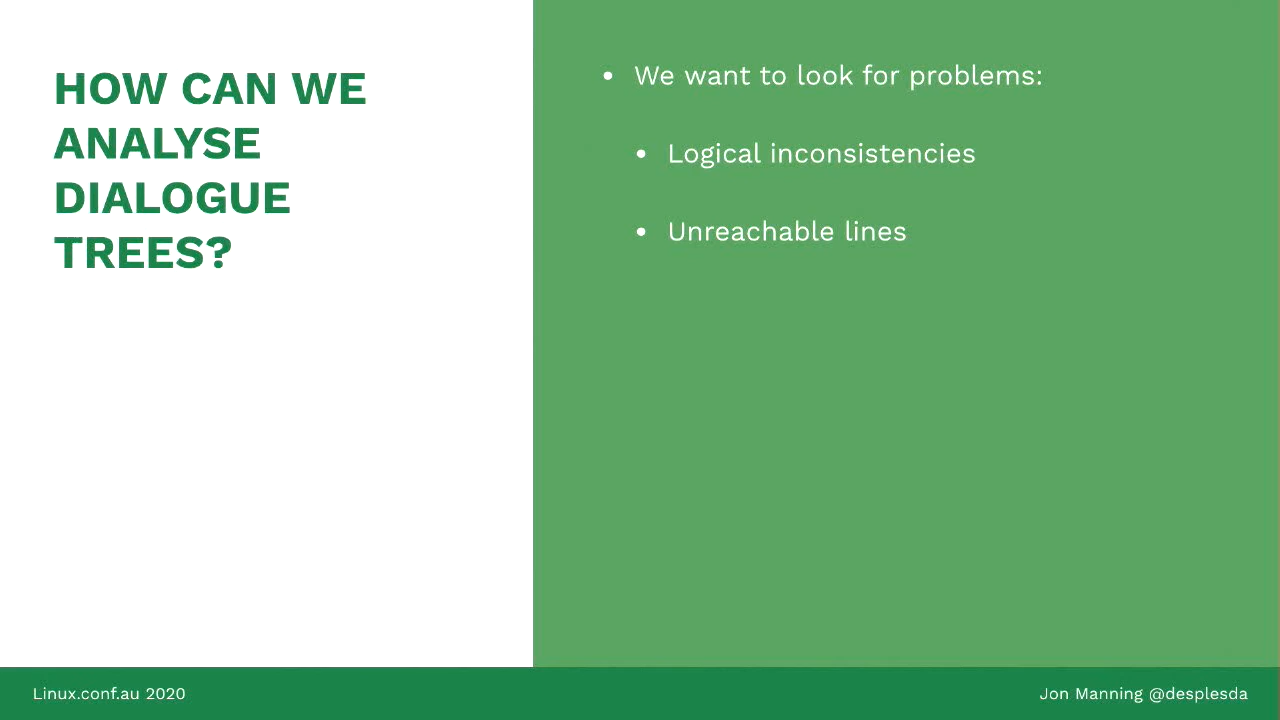 HOW CAN WE
ANALYSE
DIALOGUE
TREES?
• We want to look for problems:
• Logical inconsistencies
• Unreachable lines
Linux.conf.au 2020
Jon Manning @desplesda